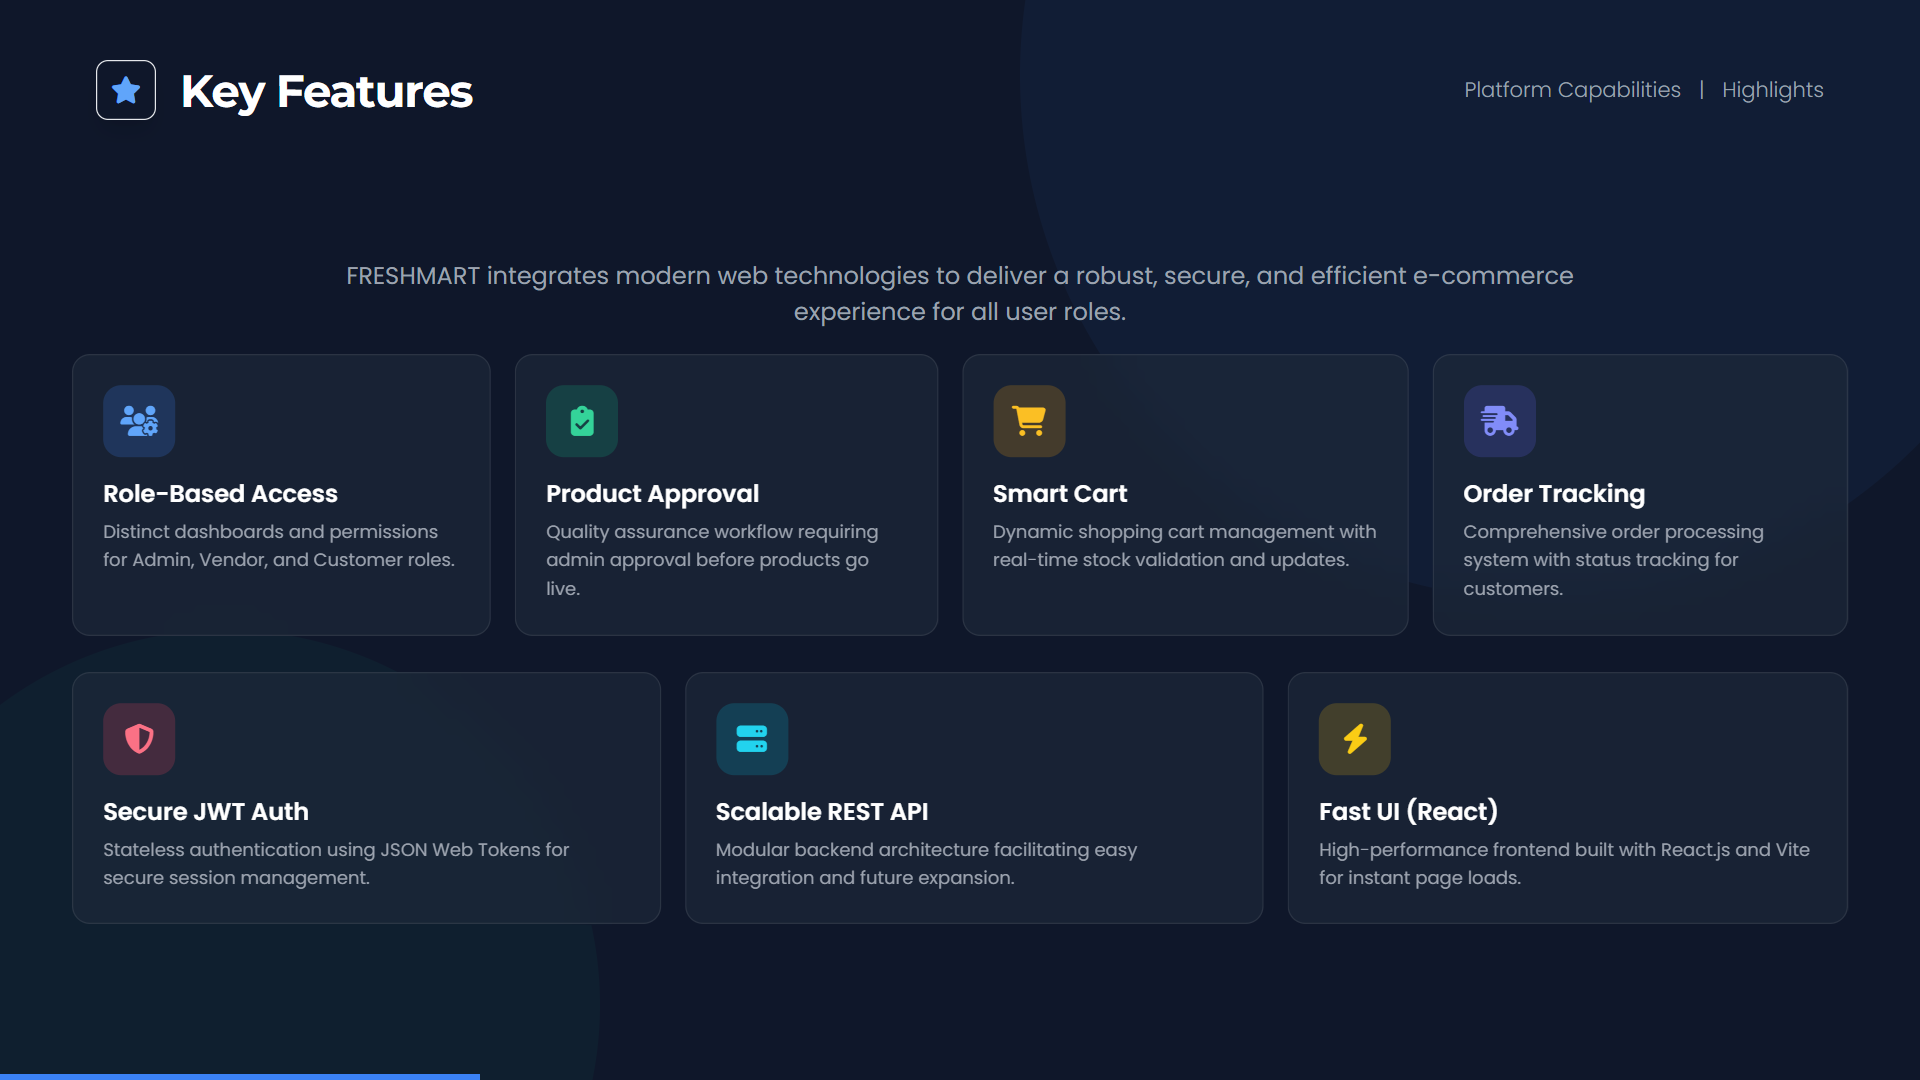 Key Features
Platform Capabilities | Highlights
FRESHMART integrates modern web technologies to deliver a robust, secure, and efficient e-commerce
experience for all user roles.
Role-Based Access
Distinct dashboards and permissions
for Admin, Vendor, and Customer roles.
Product Approval
Quality assurance workflow requiring
admin approval before products go
live.
Smart Cart
Dynamic shopping cart management with
real-time stock validation and updates.
Order Tracking
Comprehensive order processing
system with status tracking for
customers.
Secure JWT Auth
Stateless authentication using JSON Web Tokens for
secure session management.
Scalable REST API
Modular backend architecture facilitating easy
integration and future expansion.
Fast UI (React)
High-performance frontend built with React.js and Vite
for instant page loads.